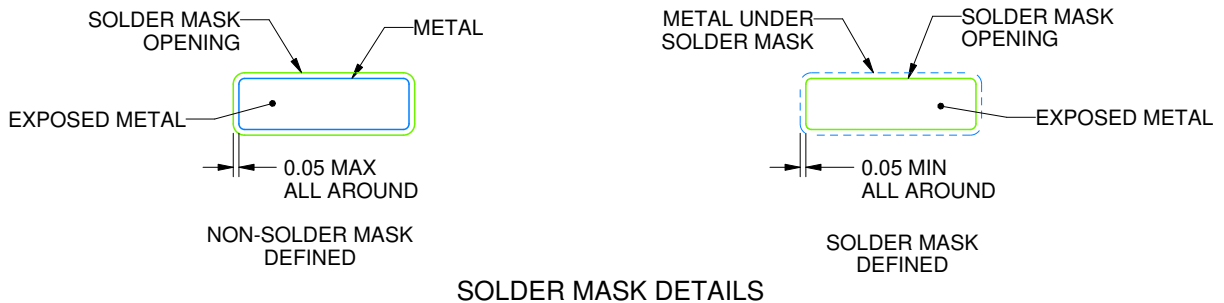 SOLDER MASK
OPENING
METAL
EXPOSED METAL
0.05 MAX
ALL AROUND
NON-SOLDER MASK
DEFINED
METAL UNDER
SOLDER MASK
SOLDER MASK
OPENING
EXPOSED METAL
0.05 MIN
ALL AROUND
SOLDER MASK
DEFINED
SOLDER MASK DETAILS